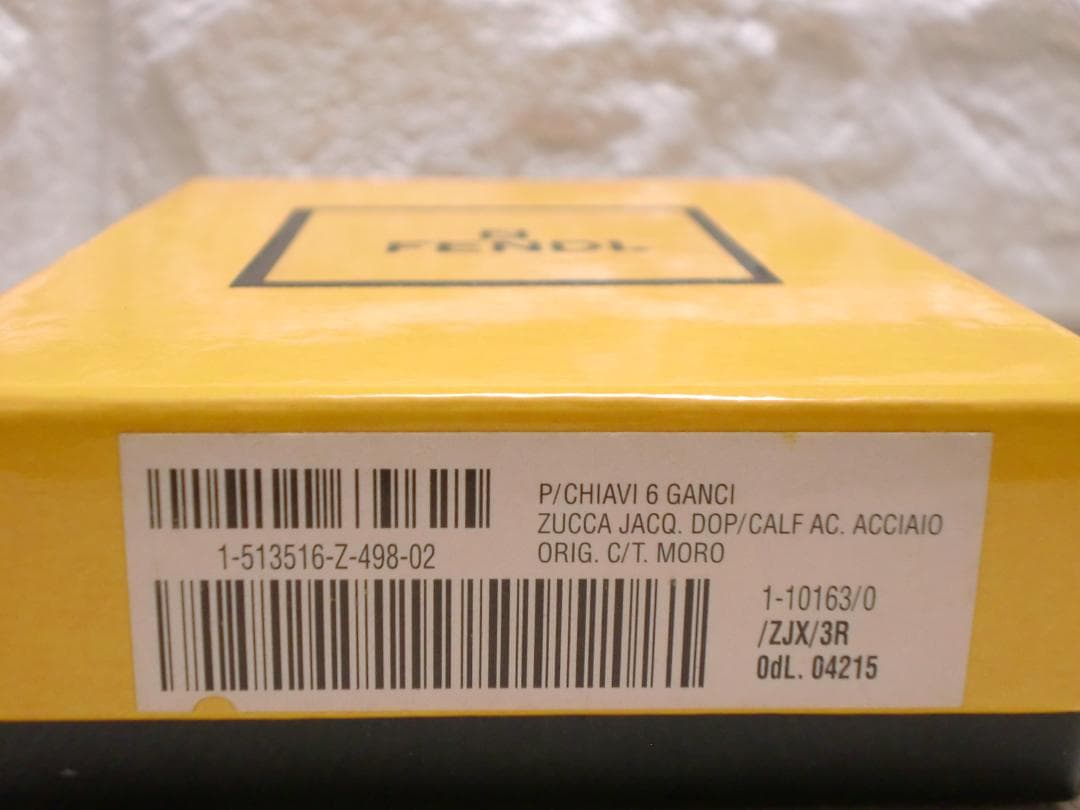 FENDI
P/CHIAVI 6 GANCI
ZUCCA JACQ. DOP/CALF AC. ACCIAIO
ORIG. C/T. MORO
1-513516-Z-498-02
1-10163/0
/ZJX/3R
OdL. 04215